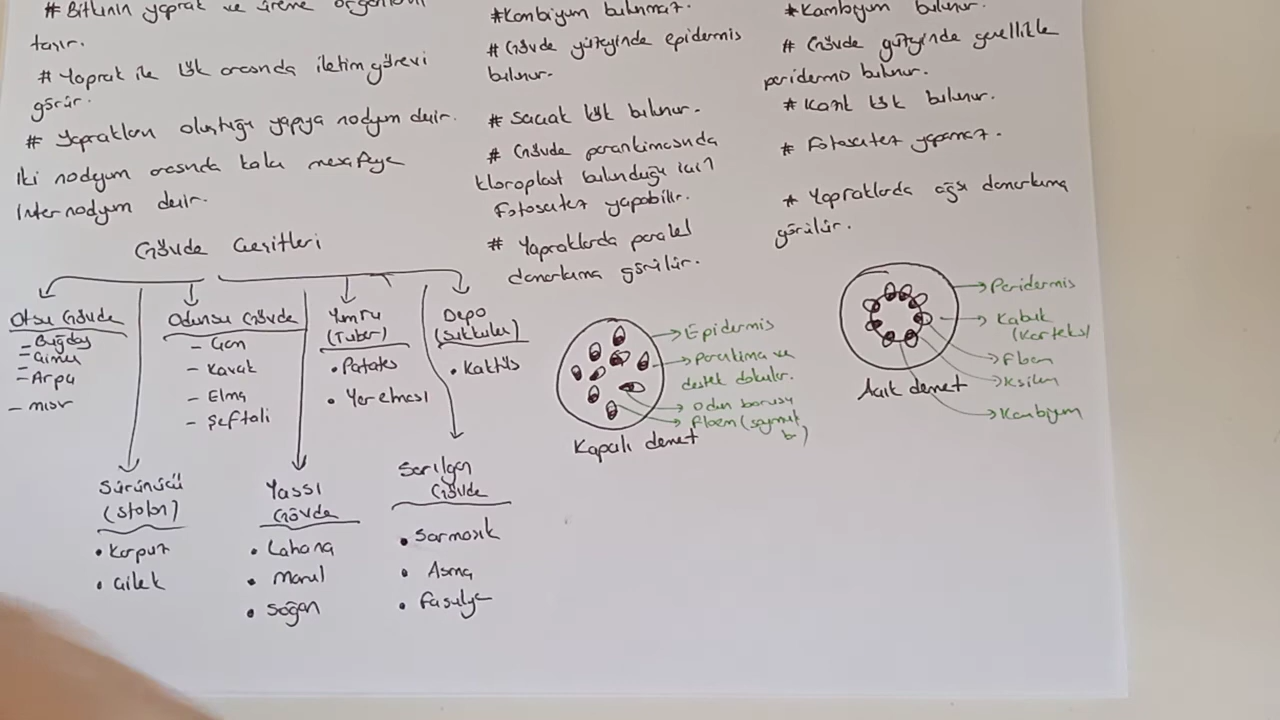 # Bitkinin yaprak ve üreme organlarını
taşır.
# Yaprak ile kök arasında iletim görevi
görür.
# Yaprakların oluştuğu yapıya nodyum denir.
İki nodyum arasında kalan mesafeye
internodyum denir.
*Kambiyum bulunmaz.
# Gövde yüzeyinde epidermis
bulunur.
# Saçak kök bulunur.
# Gövde parankimasında
kloroplast bulunduğu için
fotosentez yapabilir.
# Yapraklarda paralel
damarlanma görülür.
*Kambiyum bulunur.
# Gövde yüzeyinde genellikle
peridermis bulunur.
* Kazık kök bulunur.
* Fotosentez yapamaz.
* Yapraklarda ağsı damarlanma
görülür.
Gövde Çeşitleri
Otsu Gövde
- Buğday
- Çimen
- Arpa
- mısır
Odunsu Gövde
- Çam
- Kavak
- Elma
- Şeftali
Yumru
(Tuber)
• Patates
• Yer elması
Depo
(Sukkulent)
• Kaktüs
Sürünücü
(Stolon)
• Karpuz
• Çilek
Yassı
Gövde
• Lahana
• Marul
• Soğan
Sarılgan
Gövde
• Sarmaşık
• Asma
• Fasulye
Epidermis
Parankima ve
destek dokular.
Odun borusu
Floem (soymuk
b)
Kapalı demet
Peridermis
Kabuk
(Korteks)
Floem
Ksilem
Kambiyum
Açık demet